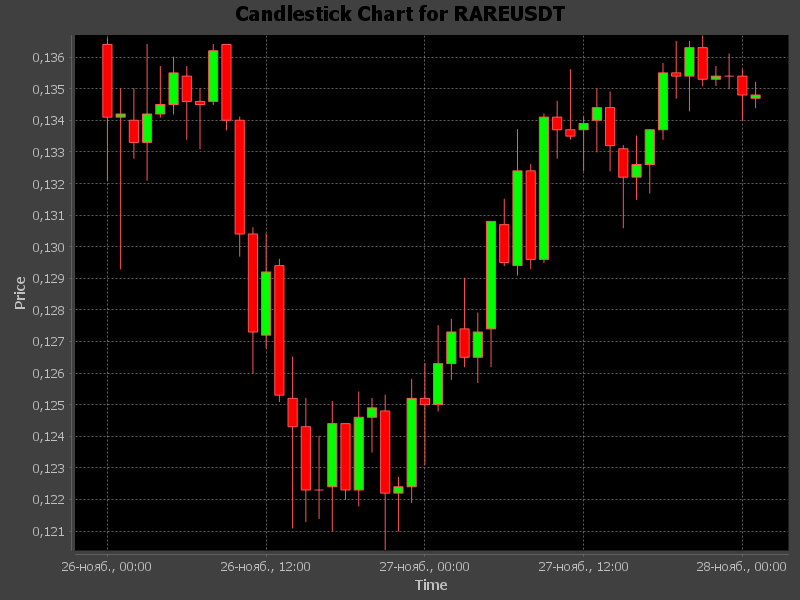 Candlestick Chart for RAREUSDT
0,136
0,135
0,134
0,133
0,132
0,131
0,130
0,129
0,128
0,127
0,126
0,125
0,124
0,123
0,122
0,121
Price
26-нояб., 00:00
26-нояб., 12:00
27-нояб., 00:00
27-нояб., 12:00
28-нояб., 00:00
Time